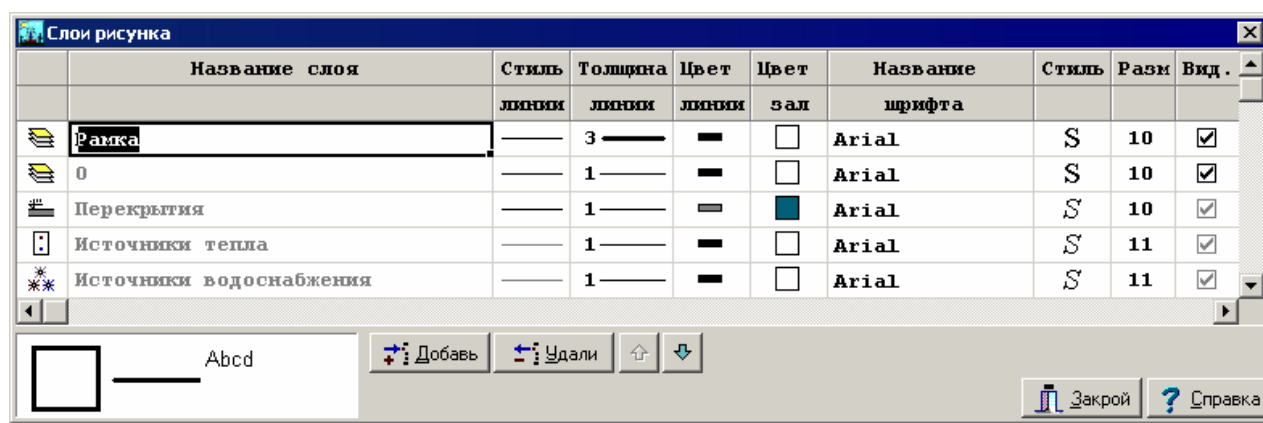 Слои рисунка
Название слоя Стиль Толщина Цвет Цвет Название Стиль Разм Вид.
линии линии линии зал шрифта
Рамка 3 Arial S 10
0 1 Arial S 10
Перекрытия 1 Arial S 10
Источники тепла 1 Arial S 11
Источники водоснабжения 1 Arial S 11
Abcd Добавь Удали
Закрой Справка